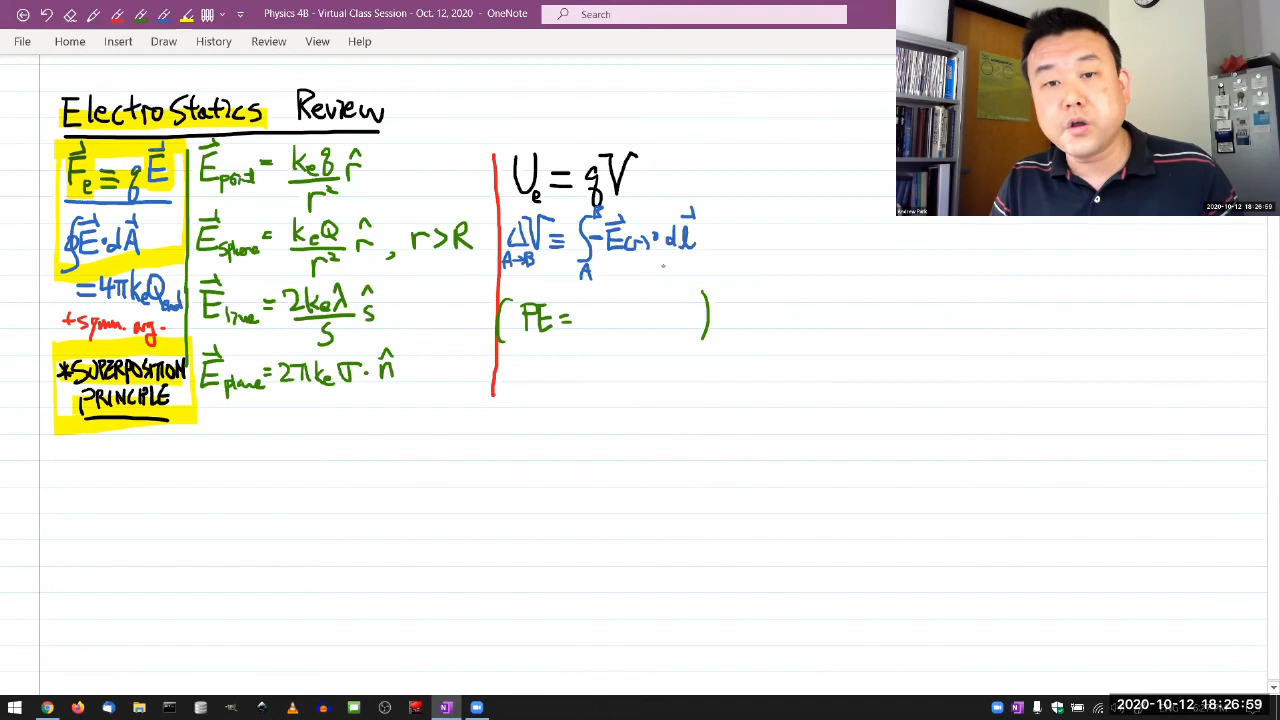 Physics 4B - Virtual Class Session - Oct. 12, 2020 - OneNote
Search
File Home Insert Draw History Review View Help
ElectroStatics Review
F⃗e ≡ qE⃗
∮E⃗·dA⃗
=4πkeQencl
+symm. arg.
*SUPERPOSITION
PRINCIPLE
E⃗point = keq/r² r̂
E⃗sphere = keQ/r² r̂, r>R
E⃗line = 2keλ/s ŝ
E⃗plane = 2πkeσ · n̂
Ue = qV
ΔV A→B ≡ ∫A^B -E⃗(r)·dl⃗
( PE = )
Andrew Park
2020-10-12 18:26:59
2020-10-12 18:26:59